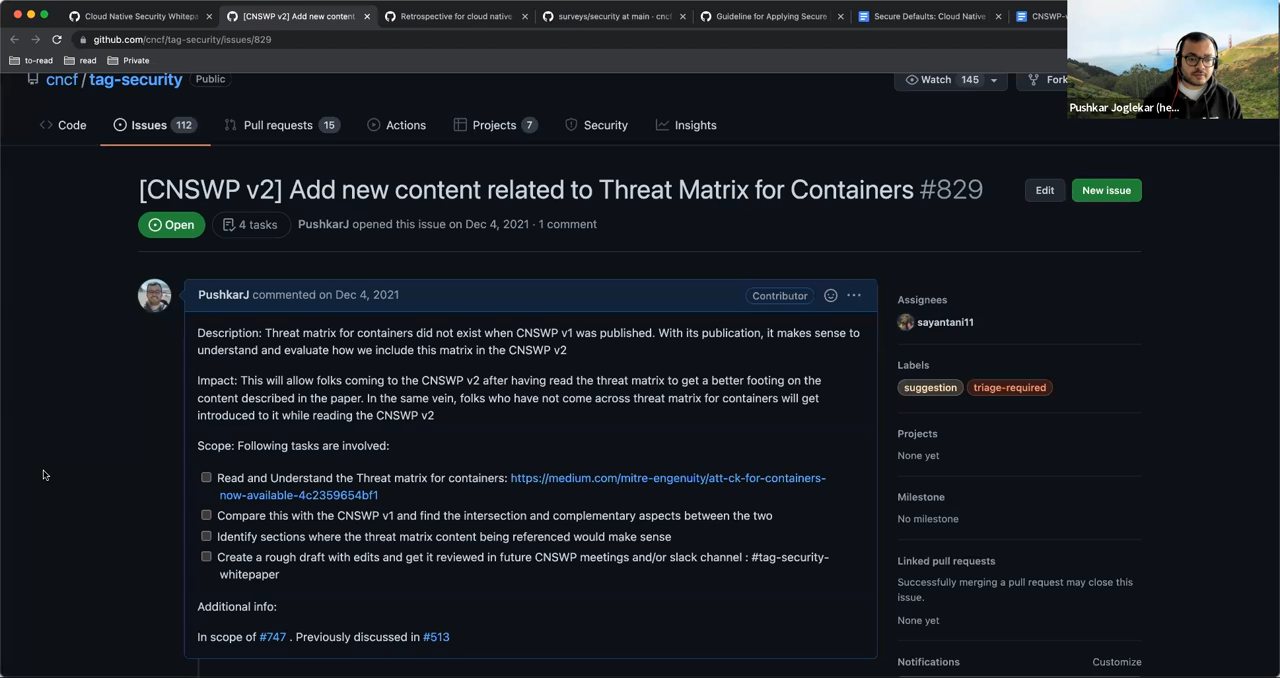 Cloud Native Security Whitepa
[CNSWP v2] Add new content
Retrospective for cloud native
surveys/security at main · cnc
Guideline for Applying Secure
Secure Defaults: Cloud Native
CNSWP-
github.com/cncf/tag-security/issues/829
to-read
read
Private
Pushkar Joglekar (he...
cncf / tag-security
Public
Watch 145
Fork
Code
Issues 112
Pull requests 15
Actions
Projects 7
Security
Insights
[CNSWP v2] Add new content related to Threat Matrix for Containers #829
Edit
New issue
Open
4 tasks
PushkarJ opened this issue on Dec 4, 2021 · 1 comment
PushkarJ commented on Dec 4, 2021
Contributor
Description: Threat matrix for containers did not exist when CNSWP v1 was published. With its publication, it makes sense to
understand and evaluate how we include this matrix in the CNSWP v2
Impact: This will allow folks coming to the CNSWP v2 after having read the threat matrix to get a better footing on the
content described in the paper. In the same vein, folks who have not come across threat matrix for containers will get
introduced to it while reading the CNSWP v2
Scope: Following tasks are involved:
Read and Understand the Threat matrix for containers: https://medium.com/mitre-engenuity/att-ck-for-containers-
now-available-4c2359654bf1
Compare this with the CNSWP v1 and find the intersection and complementary aspects between the two
Identify sections where the threat matrix content being referenced would make sense
Create a rough draft with edits and get it reviewed in future CNSWP meetings and/or slack channel : #tag-security-
whitepaper
Additional info:
In scope of #747 . Previously discussed in #513
Assignees
sayantani11
Labels
suggestion
triage-required
Projects
None yet
Milestone
No milestone
Linked pull requests
Successfully merging a pull request may close this
issue.
None yet
Notifications
Customize